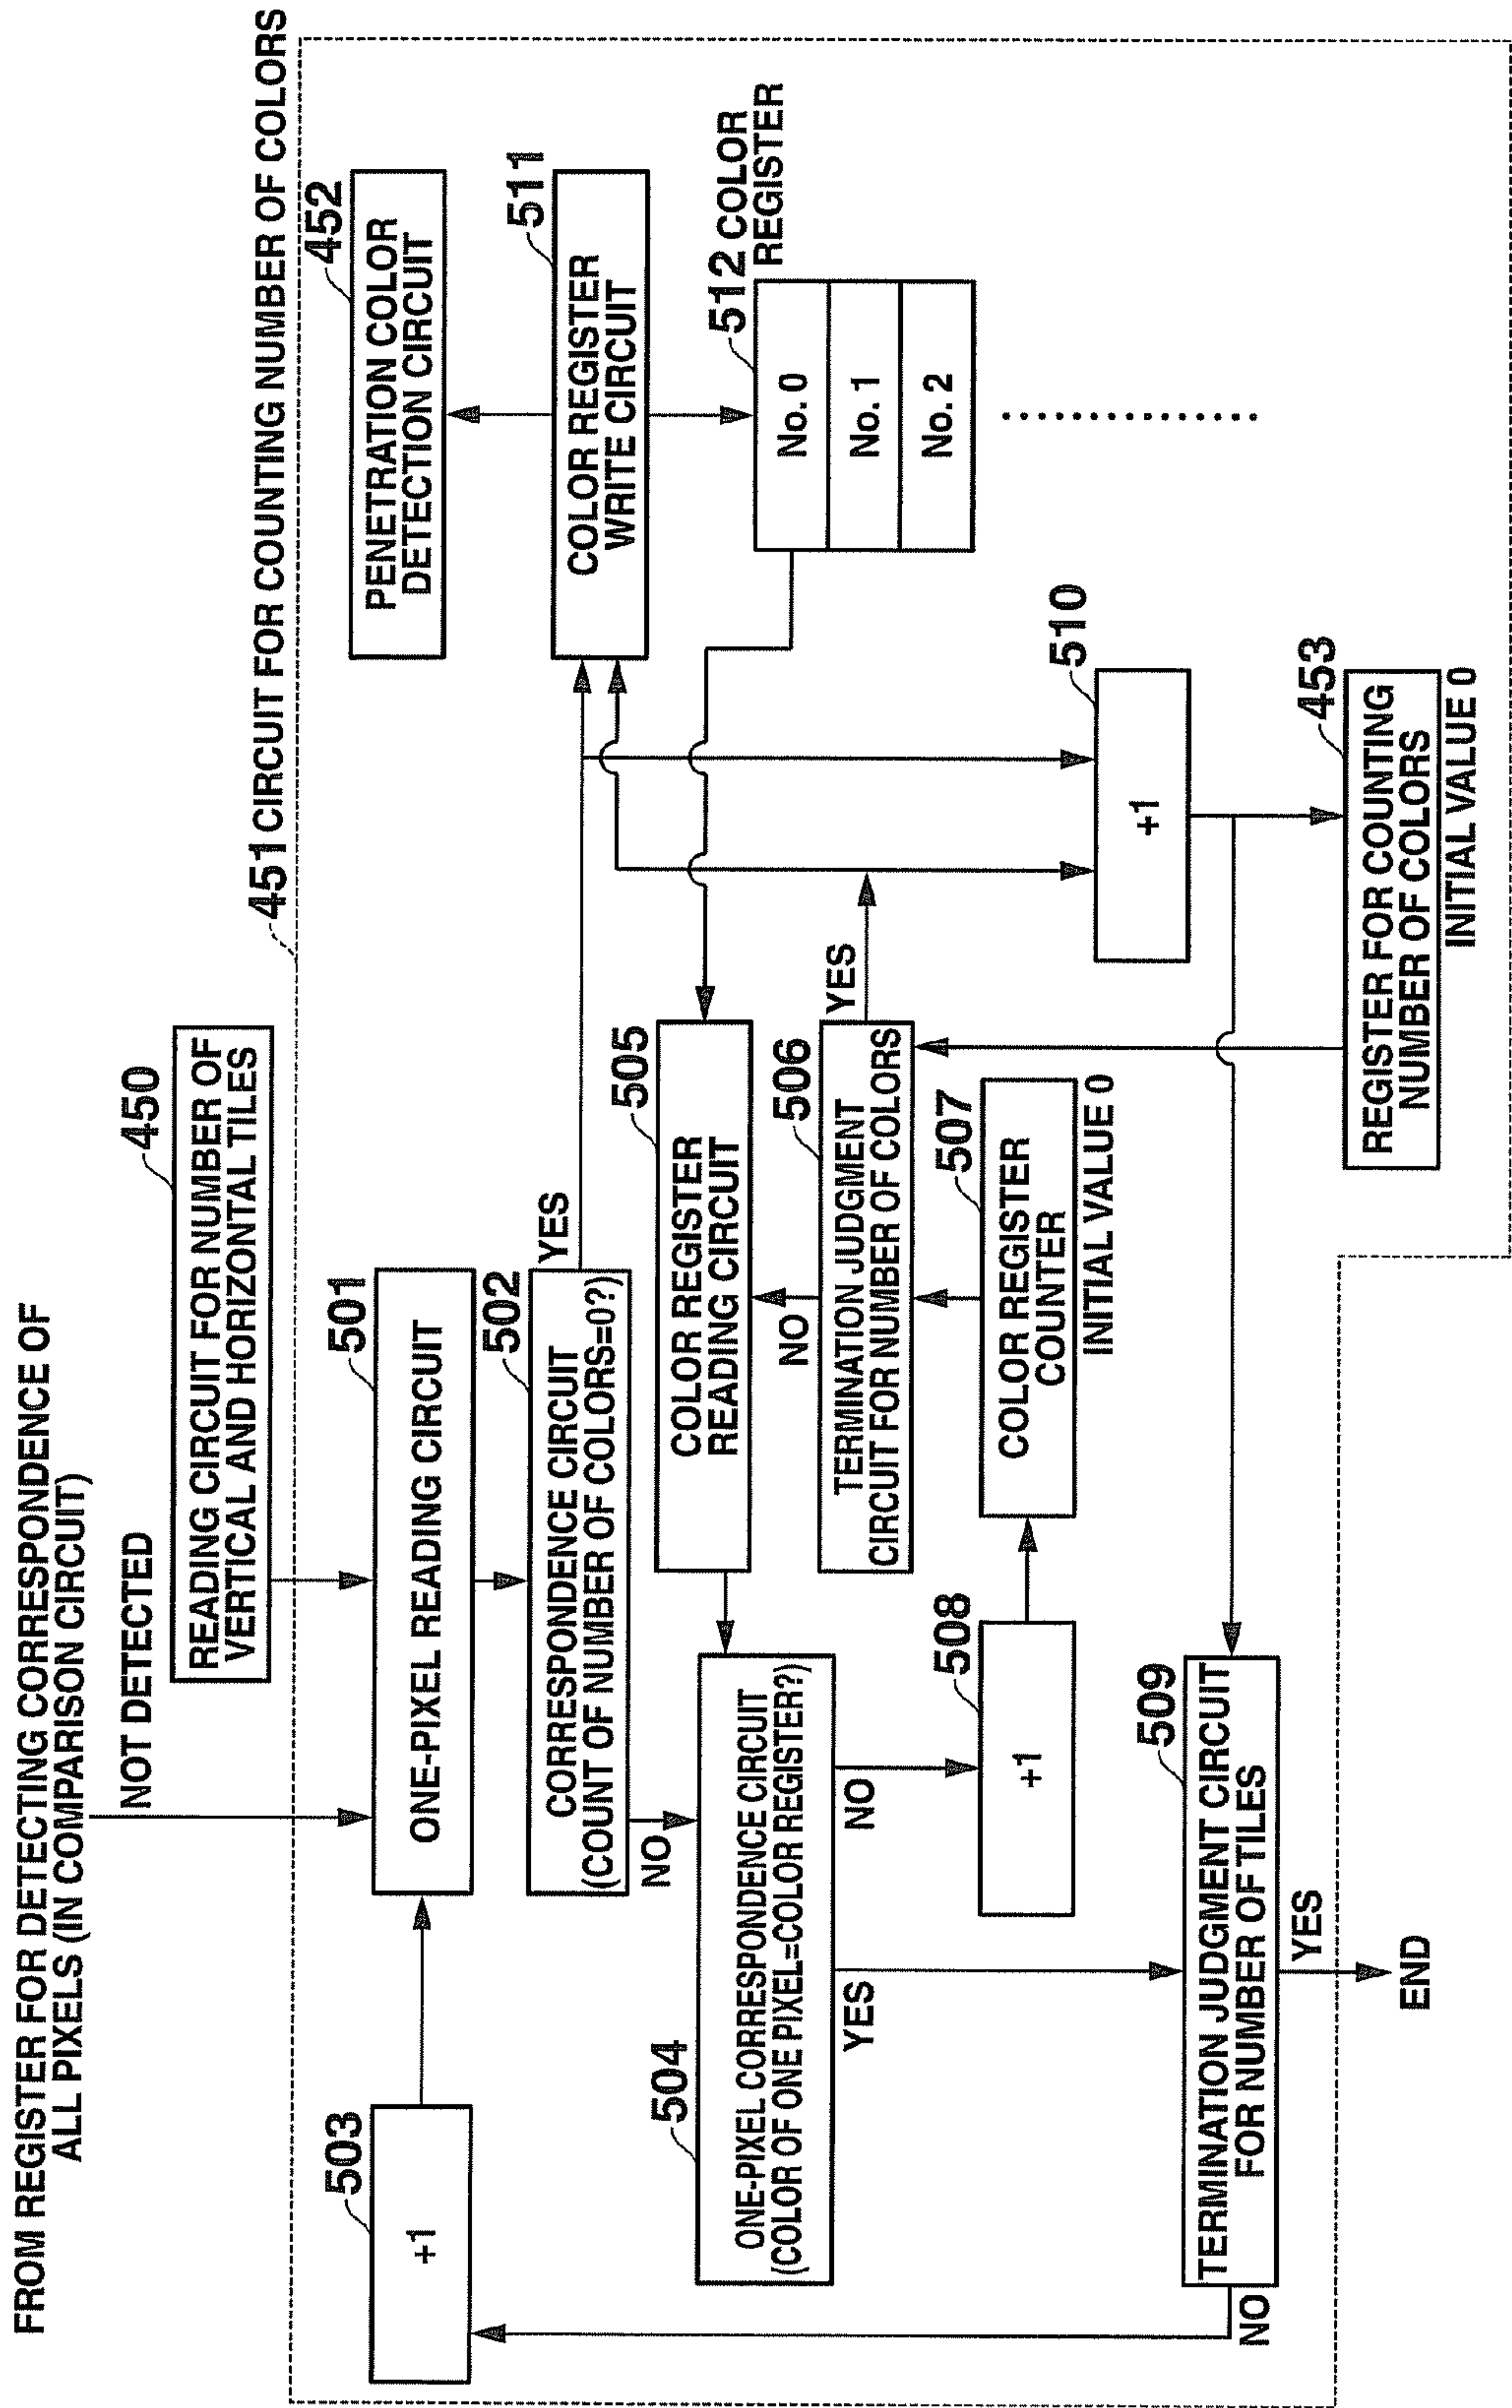 FROM REGISTER FOR DETECTING CORRESPONDENCE OF
ALL PIXELS (IN COMPARISON CIRCUIT)
NOT DETECTED
450
READING CIRCUIT FOR NUMBER OF
VERTICAL AND HORIZONTAL TILES
451 CIRCUIT FOR COUNTING NUMBER OF COLORS
503
+1
501
ONE-PIXEL READING CIRCUIT
452
PENETRATION COLOR
DETECTION CIRCUIT
502
CORRESPONDENCE CIRCUIT
(COUNT OF NUMBER OF COLORS=0?)
YES
NO
511
COLOR REGISTER
WRITE CIRCUIT
504
ONE-PIXEL CORRESPONDENCE CIRCUIT
(COLOR OF ONE PIXEL=COLOR REGISTER?)
YES
NO
505
COLOR REGISTER
READING CIRCUIT
NO
512 COLOR
REGISTER
No. 0
No. 1
No. 2
506
TERMINATION JUDGMENT
CIRCUIT FOR NUMBER OF COLORS
YES
508
+1
507
COLOR REGISTER
COUNTER
INITIAL VALUE 0
510
+1
509
TERMINATION JUDGMENT CIRCUIT
FOR NUMBER OF TILES
NO
YES
END
453
REGISTER FOR COUNTING
NUMBER OF COLORS
INITIAL VALUE 0